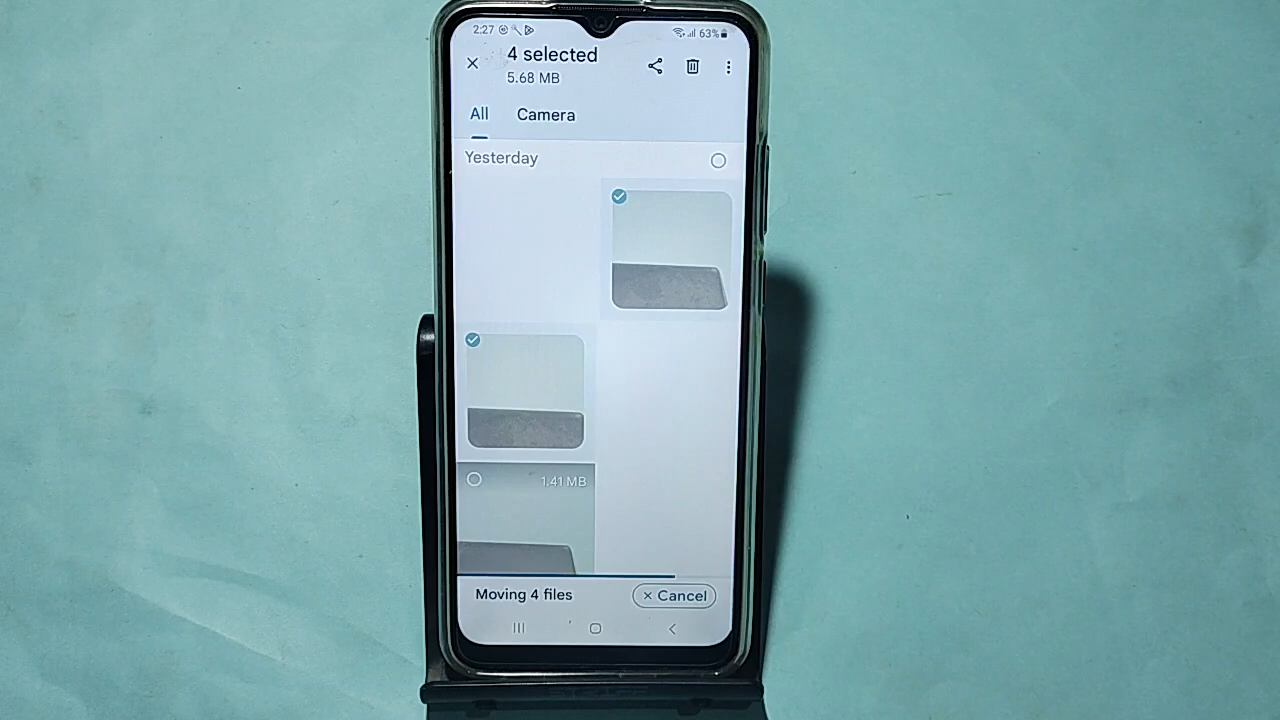 2:27 63%
4 selected
5.68 MB
All Camera
Yesterday
1.41 MB
Moving 4 files × Cancel